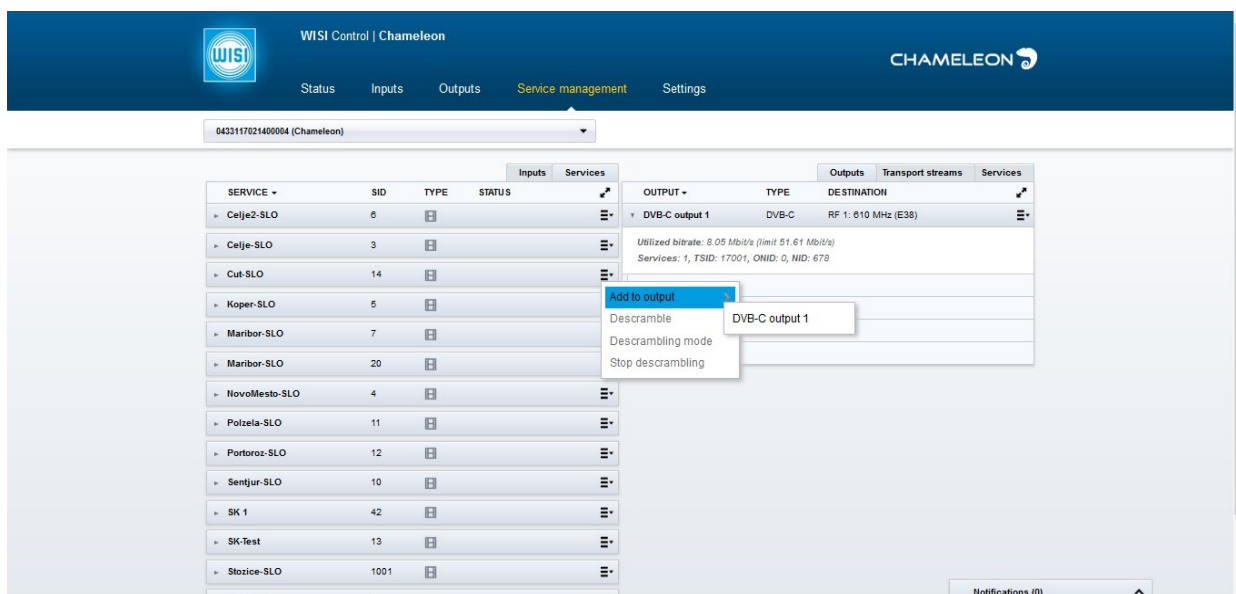 WISI
WISI Control | Chameleon
CHAMELEON
Status Inputs Outputs Service management Settings
0433117021400004 (Chameleon)
Inputs Services
SERVICE SID TYPE STATUS
Celje2-SLO 6
Celje-SLO 3
Cut-SLO 14
Koper-SLO 5
Maribor-SLO 7
Maribor-SLO 20
NovoMesto-SLO 4
Polzela-SLO 11
Portoroz-SLO 12
Sentjur-SLO 10
SK 1 42
SK-Test 13
Stozice-SLO 1001
Outputs Transport streams Services
OUTPUT TYPE DESTINATION
DVB-C output 1 DVB-C RF 1: 610 MHz (E38)
Utilized bitrate: 8.05 Mbit/s (limit 51.61 Mbit/s)
Services: 1, TSID: 17001, ONID: 0, NID: 678
Add to output
Descramble
Descrambling mode
Stop descrambling
DVB-C output 1
Notifications (0)